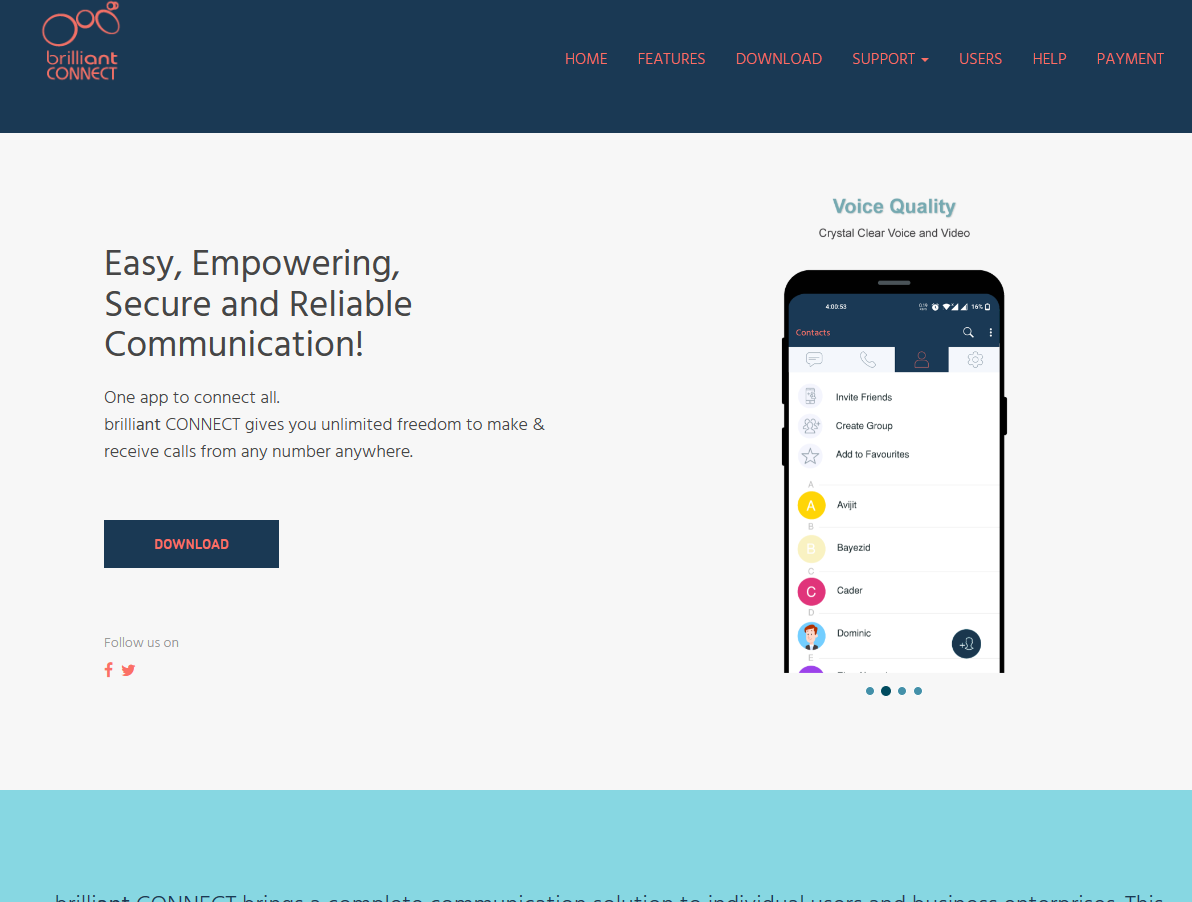 brilliant
CONNECT
HOME FEATURES DOWNLOAD SUPPORT USERS HELP PAYMENT
Easy, Empowering,
Secure and Reliable
Communication!
One app to connect all.
brilliant CONNECT gives you unlimited freedom to make &
receive calls from any number anywhere.
DOWNLOAD
Follow us on
Voice Quality
Crystal Clear Voice and Video
4:00:53
16%
Contacts
Invite Friends
Create Group
Add to Favourites
A
A Avijit
B
B Bayezid
C
C Cader
D
Dominic
E
brilliant CONNECT brings a complete communication solution to individual users and business enterprises. This